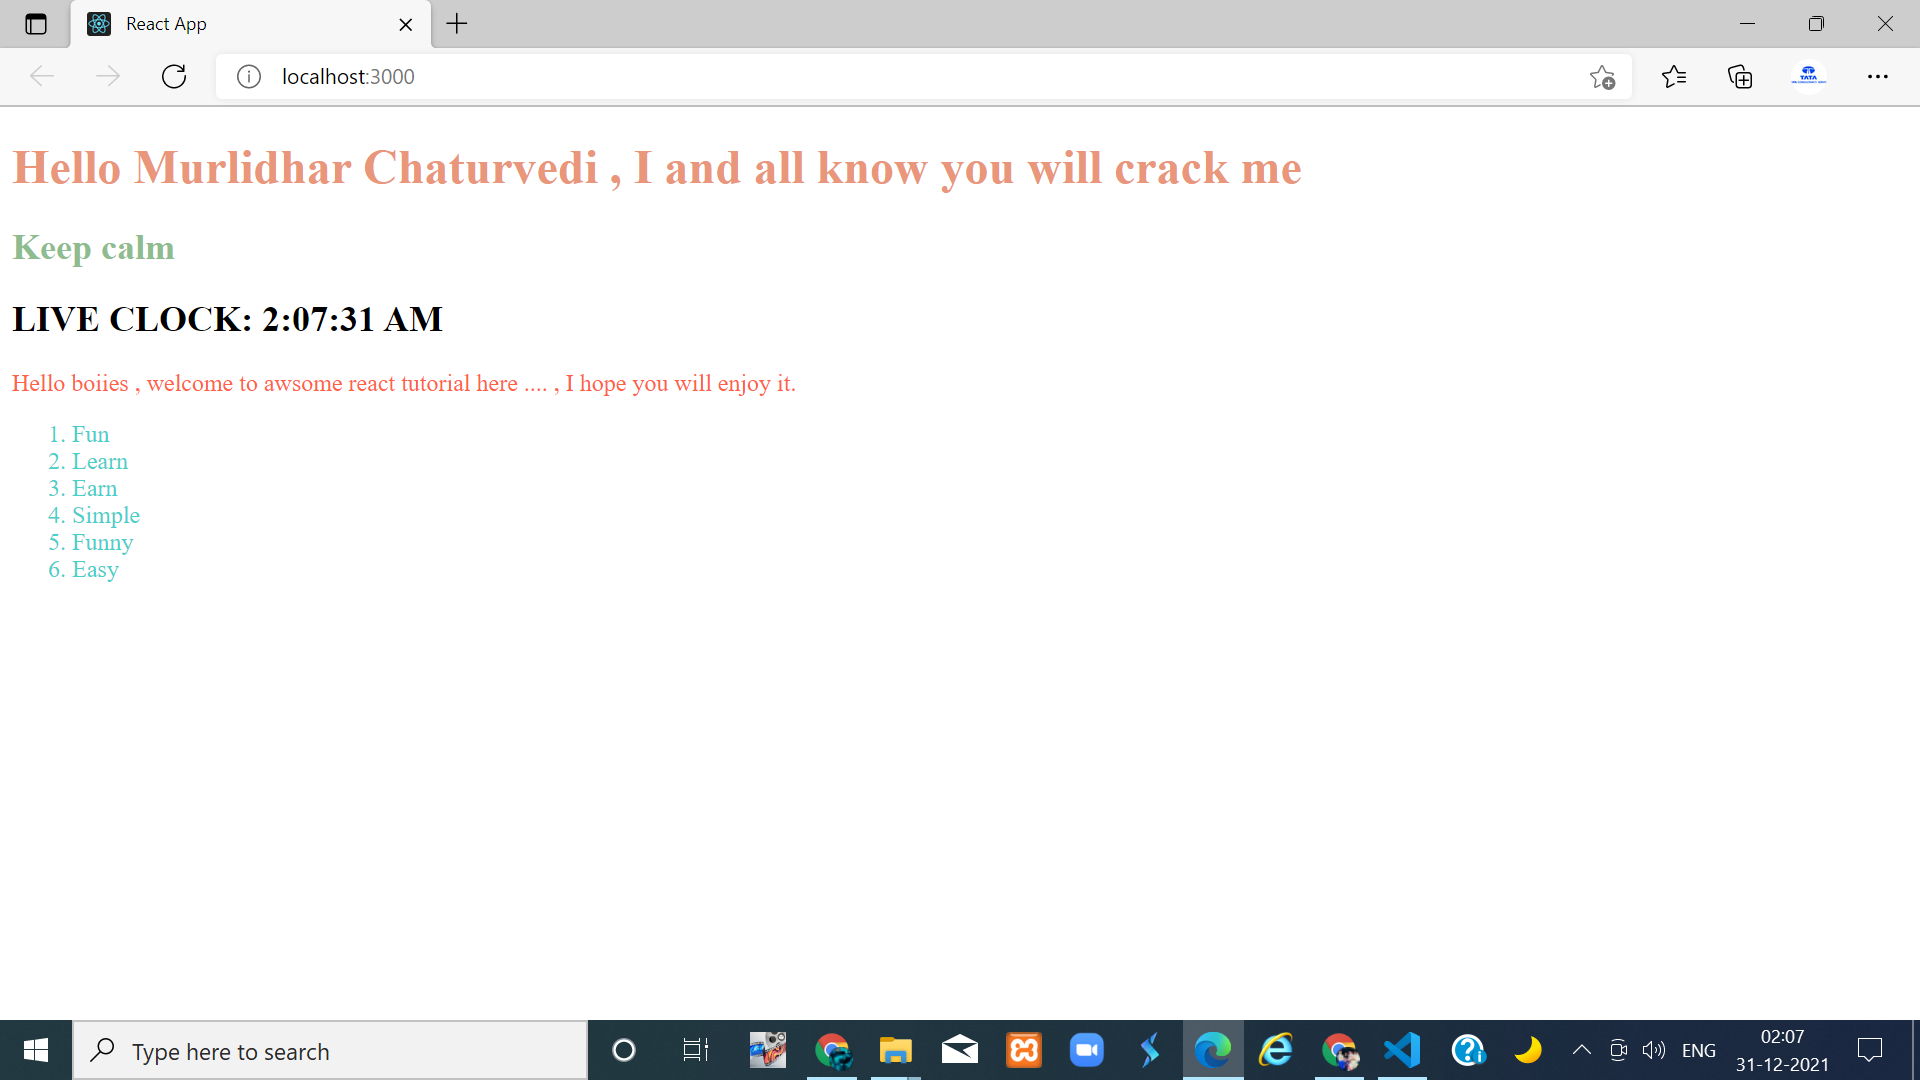 React App
localhost:3000
TATA
Hello Murlidhar Chaturvedi , I and all know you will crack me
Keep calm
LIVE CLOCK: 2:07:31 AM
Hello boiies , welcome to awsome react tutorial here .... , I hope you will enjoy it.
1. Fun
2. Learn
3. Earn
4. Simple
5. Funny
6. Easy
Type here to search
ENG
02:07
31-12-2021